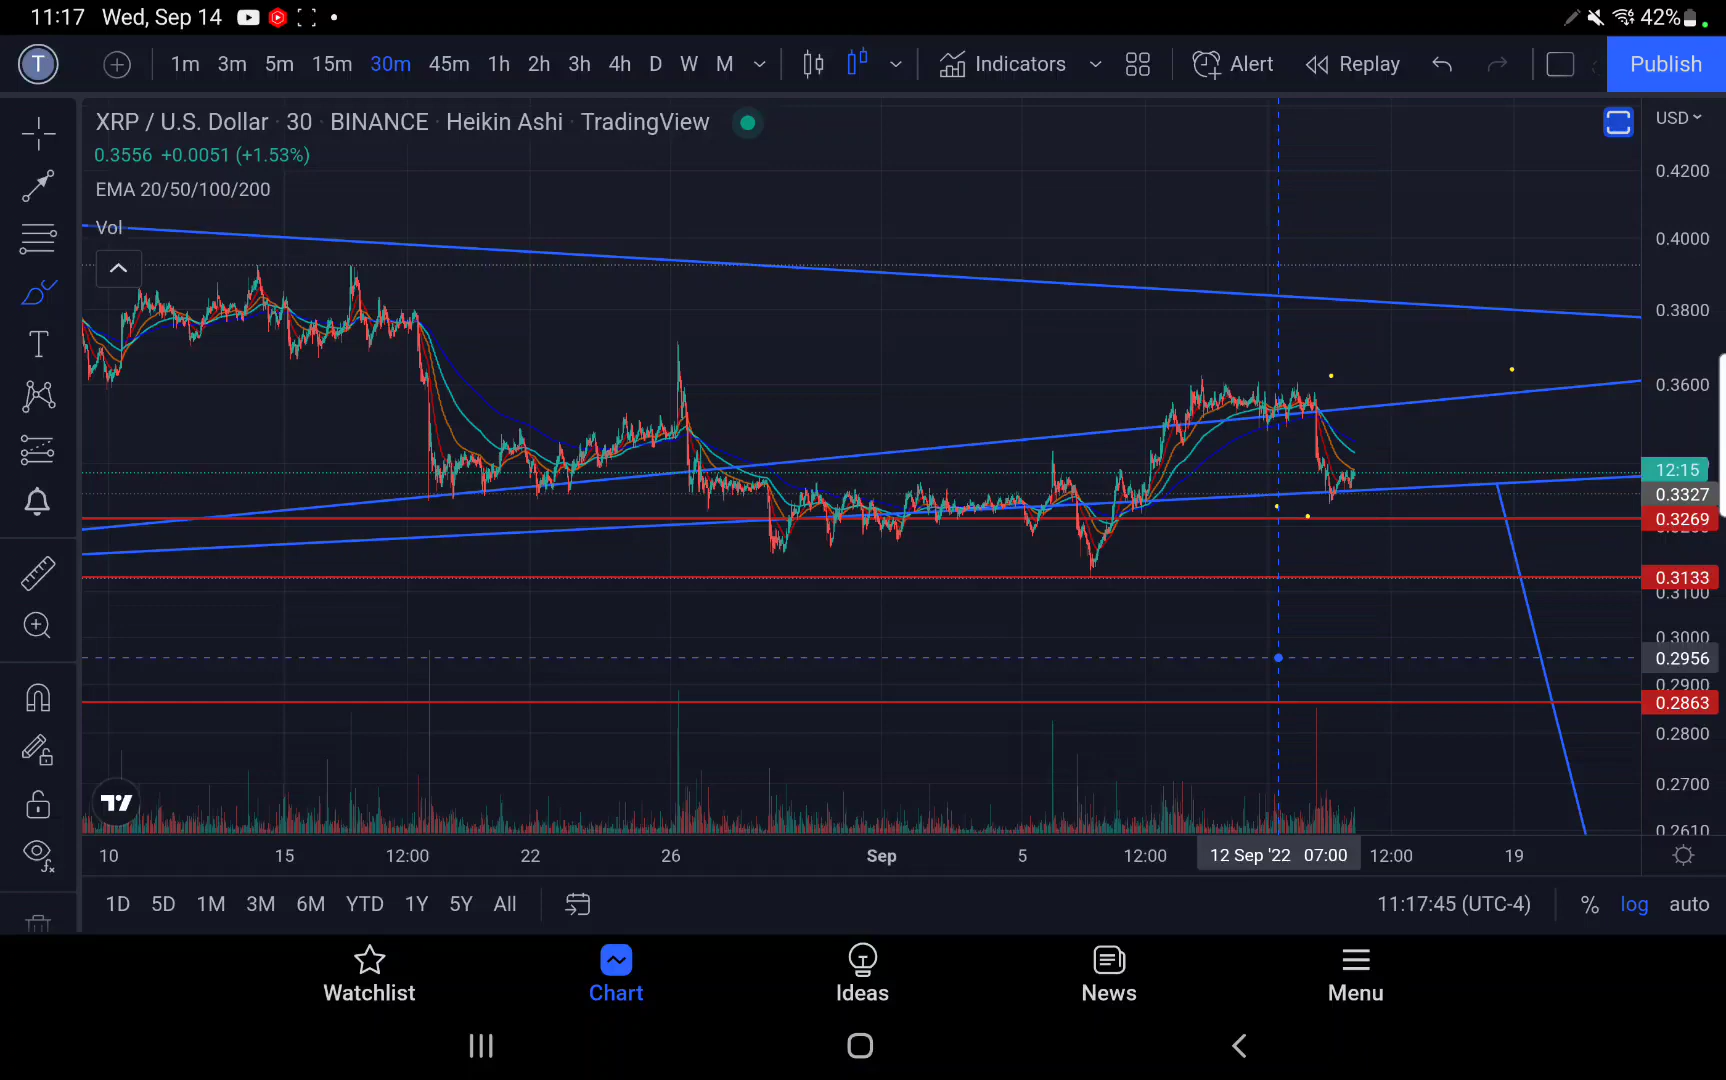 11:17 Wed, Sep 14 42%
T 1m 3m 5m 15m 30m 45m 1h 2h 3h 4h D W M Indicators Alert Replay Publish
XRP / U.S. Dollar · 30 · BINANCE · Heikin Ashi · TradingView
USD
0.3556 +0.0051 (+1.53%)
EMA 20/50/100/200
Vol
0.4200
0.4000
0.3800
0.3600
12:15
0.3327
0.3269
0.3133
0.3100
0.3000
0.2956
0.2900
0.2863
0.2800
0.2700
0.2610
10 15 12:00 22 26 Sep 5 12:00 12 Sep '22 07:00 12:00 19
1D 5D 1M 3M 6M YTD 1Y 5Y All 11:17:45 (UTC-4) % log auto
Watchlist Chart Ideas News Menu